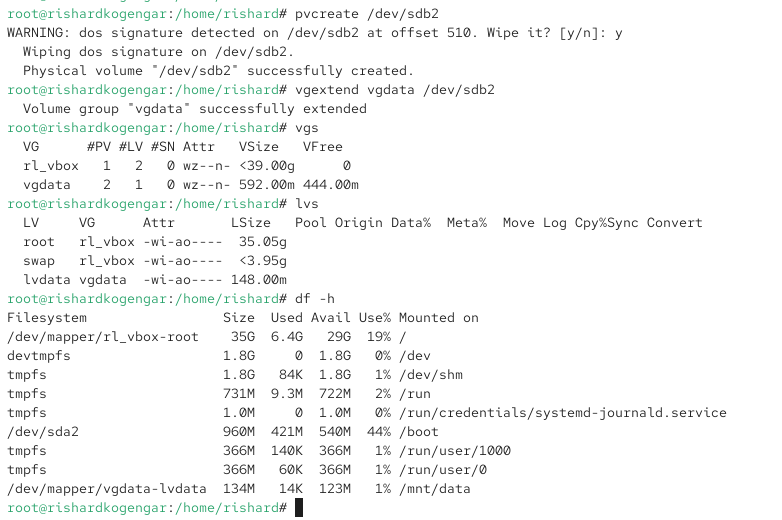 root@rishardkogengar:/home/rishard# pvcreate /dev/sdb2
WARNING: dos signature detected on /dev/sdb2 at offset 510. Wipe it? [y/n]: y
  Wiping dos signature on /dev/sdb2.
  Physical volume "/dev/sdb2" successfully created.
root@rishardkogengar:/home/rishard# vgextend vgdata /dev/sdb2
  Volume group "vgdata" successfully extended
root@rishardkogengar:/home/rishard# vgs
  VG      #PV #LV #SN Attr   VSize   VFree
  rl_vbox   1   2   0 wz--n- <39.00g      0
  vgdata    2   1   0 wz--n- 592.00m 444.00m
root@rishardkogengar:/home/rishard# lvs
  LV     VG      Attr       LSize   Pool Origin Data%  Meta%  Move Log Cpy%Sync Convert
  root   rl_vbox -wi-ao----  35.05g
  swap   rl_vbox -wi-ao----  <3.95g
  lvdata vgdata  -wi-ao---- 148.00m
root@rishardkogengar:/home/rishard# df -h
Filesystem                 Size  Used Avail Use% Mounted on
/dev/mapper/rl_vbox-root    35G  6.4G   29G  19% /
devtmpfs                   1.8G     0  1.8G   0% /dev
tmpfs                      1.8G   84K  1.8G   1% /dev/shm
tmpfs                      731M  9.3M  722M   2% /run
tmpfs                      1.0M     0  1.0M   0% /run/credentials/systemd-journald.service
/dev/sda2                  960M  421M  540M  44% /boot
tmpfs                      366M  140K  366M   1% /run/user/1000
tmpfs                      366M   60K  366M   1% /run/user/0
/dev/mapper/vgdata-lvdata  134M   14K  123M   1% /mnt/data
root@rishardkogengar:/home/rishard#